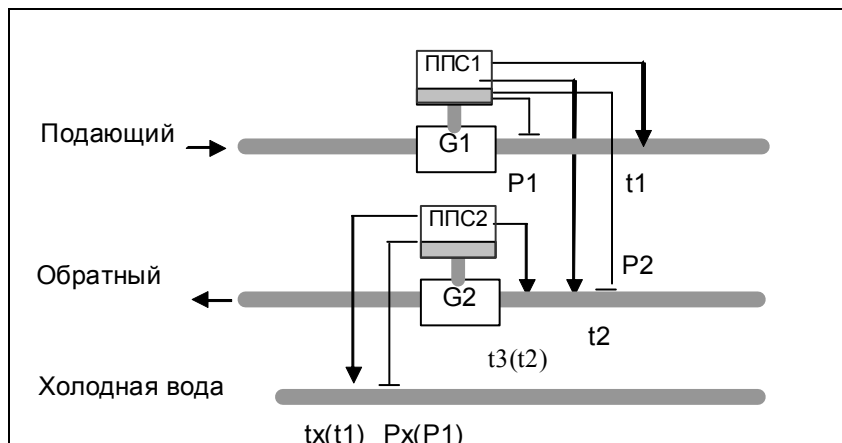 ППС1
Подающий
G1
P1
t1
ППС2
Обратный
G2
P2
t2
t3(t2)
Холодная вода
tx(t1) Px(P1)